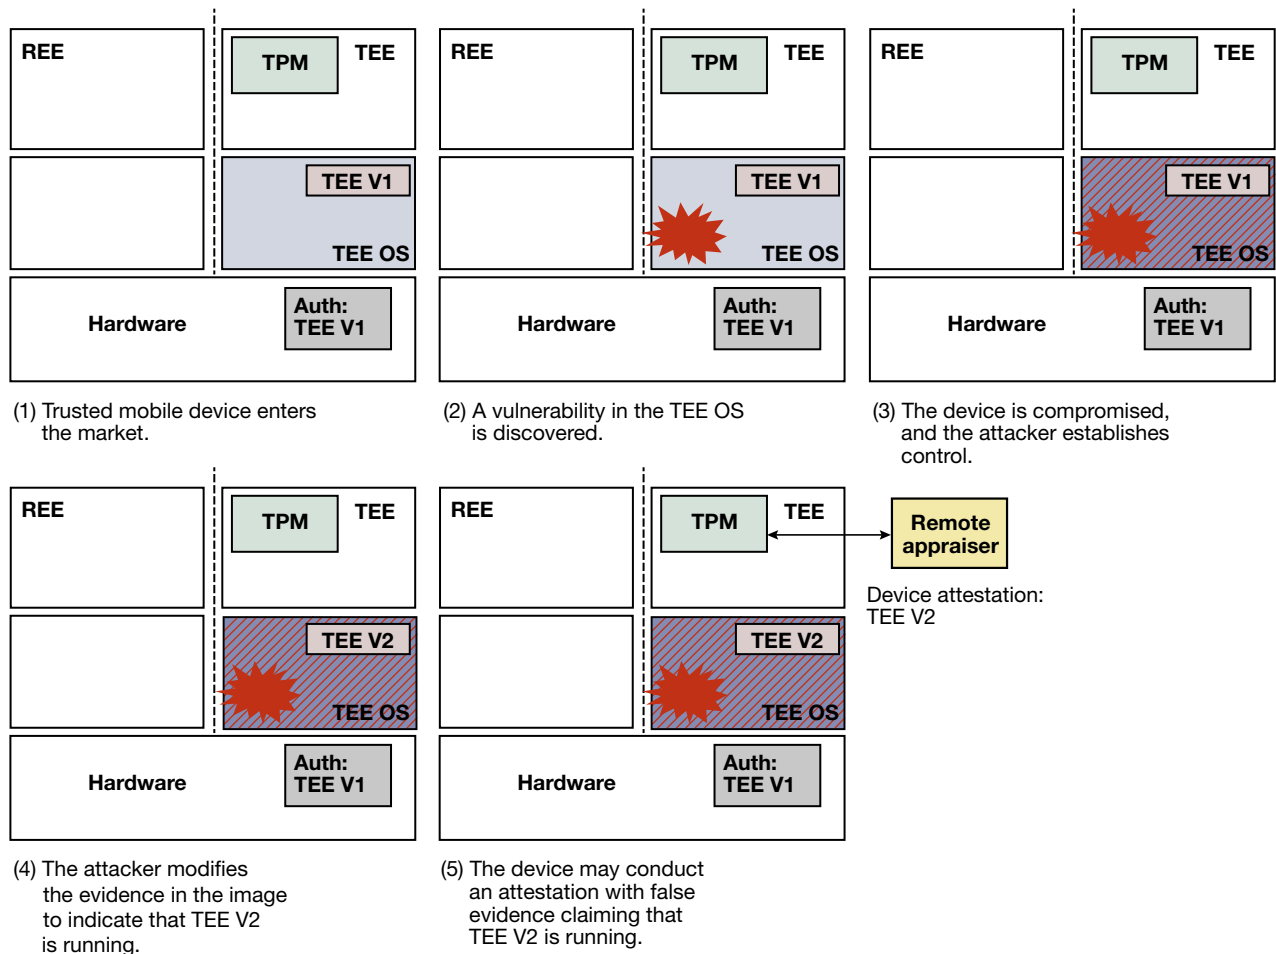 REE
TPM
TEE
TEE V1
TEE OS
Hardware
Auth:
TEE V1
(1) Trusted mobile device enters
the market.
REE
TPM
TEE
TEE V1
TEE OS
Hardware
Auth:
TEE V1
(2) A vulnerability in the TEE OS
is discovered.
REE
TPM
TEE
TEE V1
TEE OS
Hardware
Auth:
TEE V1
(3) The device is compromised,
and the attacker establishes
control.
REE
TPM
TEE
TEE V2
TEE OS
Hardware
Auth:
TEE V1
(4) The attacker modifies
the evidence in the image
to indicate that TEE V2
is running.
REE
TPM
TEE
TEE V2
TEE OS
Hardware
Auth:
TEE V1
Remote
appraiser
Device attestation:
TEE V2
(5) The device may conduct
an attestation with false
evidence claiming that
TEE V2 is running.